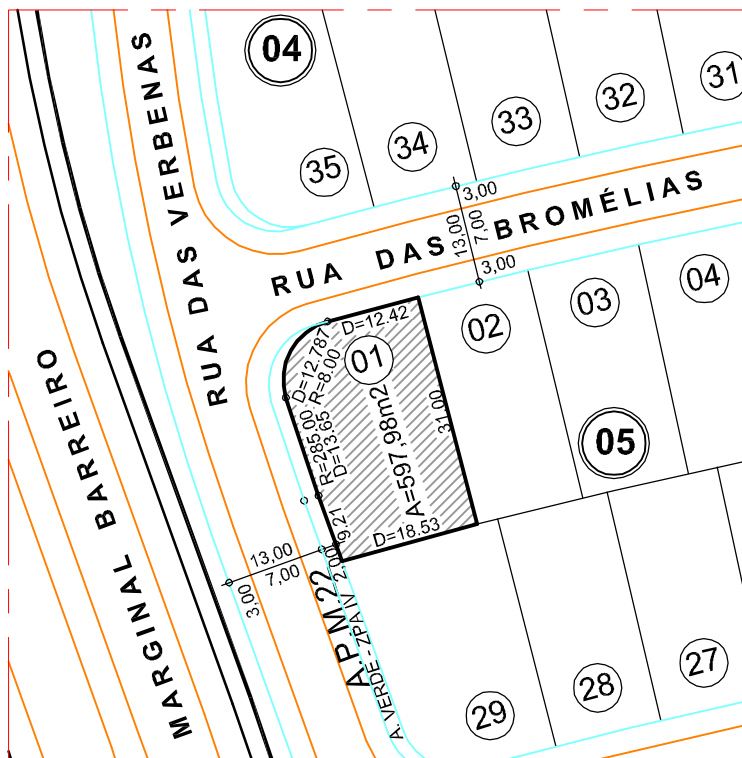 04
35
34
33
32
31
RUA DAS VERBENAS
3,00
13,00
7,00
3,00
RUA DAS BROMÉLIAS
D=12.42
D=12.787
R=8.00
01
R=285.00
D=13.65
A=597,98m2
31.00
9.21
D=18.53
02
03
04
05
MARGINAL BARREIRO
13,00
7,00
3,00
2,00
A.P.M.22
A. VERDE - ZPA IV
29
28
27